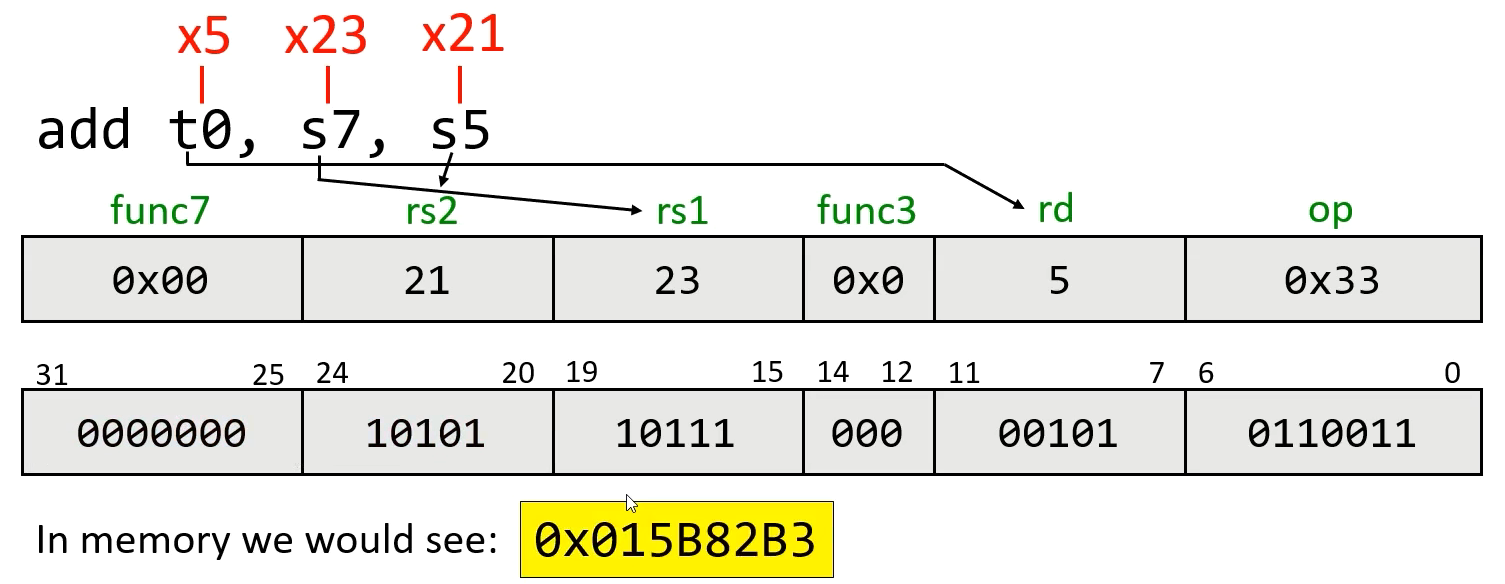 x5 x23 x21
add t0, s7, s5
func7 rs2 rs1 func3 rd op
0x00 21 23 0x0 5 0x33
31 25 24 20 19 15 14 12 11 7 6 0
0000000 10101 10111 000 00101 0110011
In memory we would see: 0x015B82B3